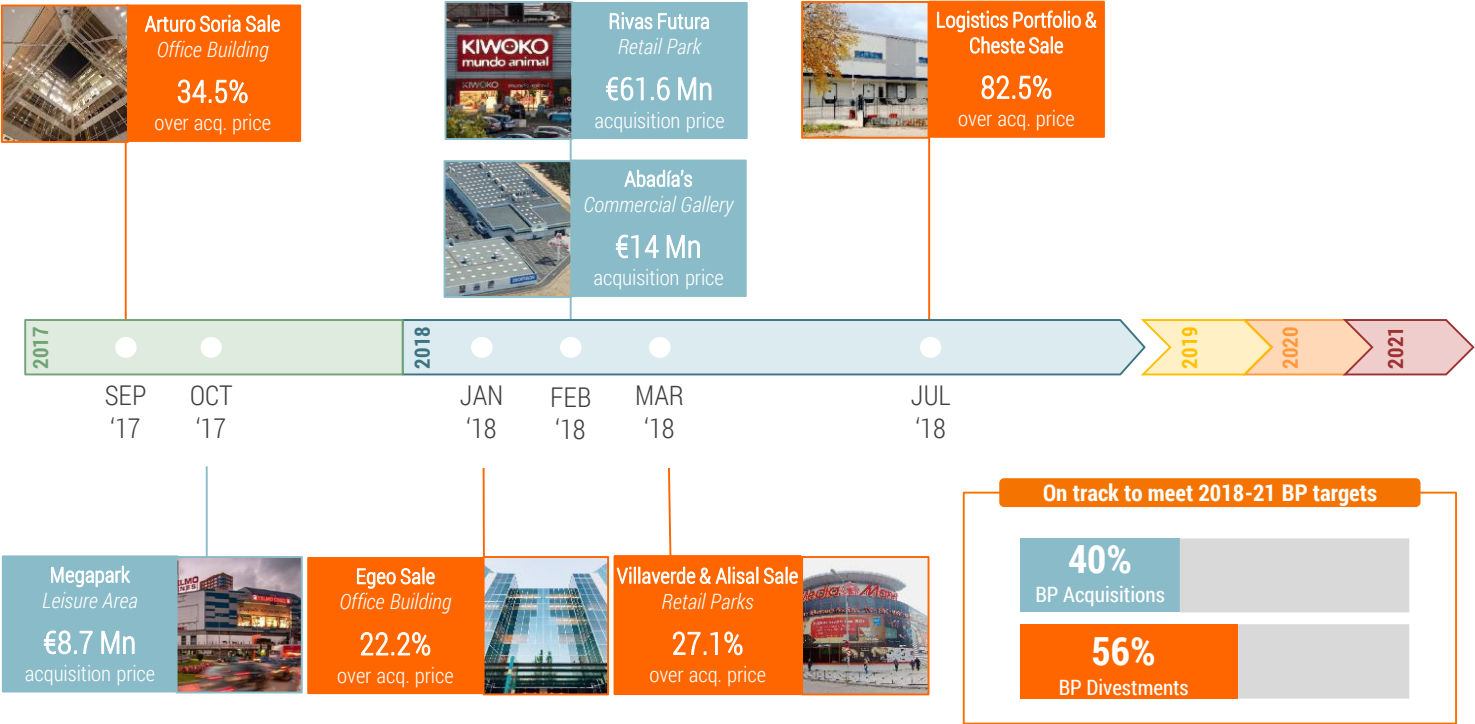 Arturo Soria Sale
Office Building
34.5%
over acq. price
KIWOKO
mundo animal
KIWOKO
Rivas Futura
Retail Park
€61.6 Mn
acquisition price
Abadía’s
Commercial Gallery
€14 Mn
acquisition price
Logistics Portfolio &
Cheste Sale
82.5%
over acq. price
2017
2018
2019
2020
2021
SEP
‘17
OCT
‘17
JAN
‘18
FEB
‘18
MAR
‘18
JUL
‘18
Megapark
Leisure Area
€8.7 Mn
acquisition price
Egeo Sale
Office Building
22.2%
over acq. price
Villaverde & Alisal Sale
Retail Parks
27.1%
over acq. price
On track to meet 2018-21 BP targets
40%
BP Acquisitions
56%
BP Divestments